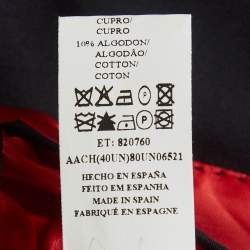 CUPRO/
CUPRO
10% ALGODON/
ALGODÃO/
COTTON/
COTON
ET: 820760
AACH(40UN)80UN06521
HECHO EN ESPAÑA
FEITO EM ESPANHA
MADE IN SPAIN
FABRIQUÉ EN ESPAGNE